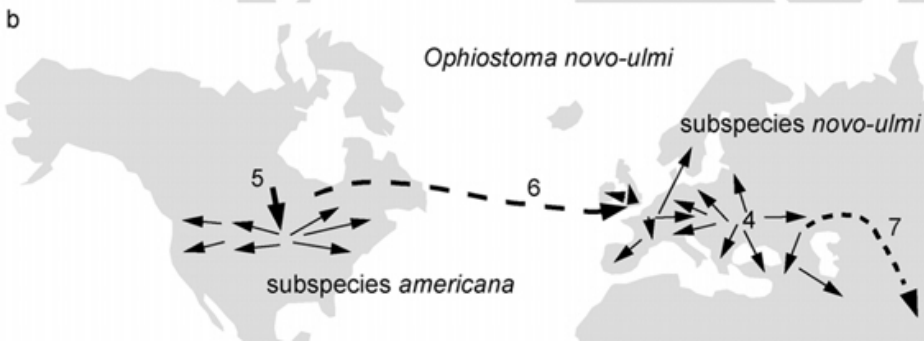 b
Ophiostoma novo-ulmi
subspecies novo-ulmi
5
6
4
7
subspecies americana